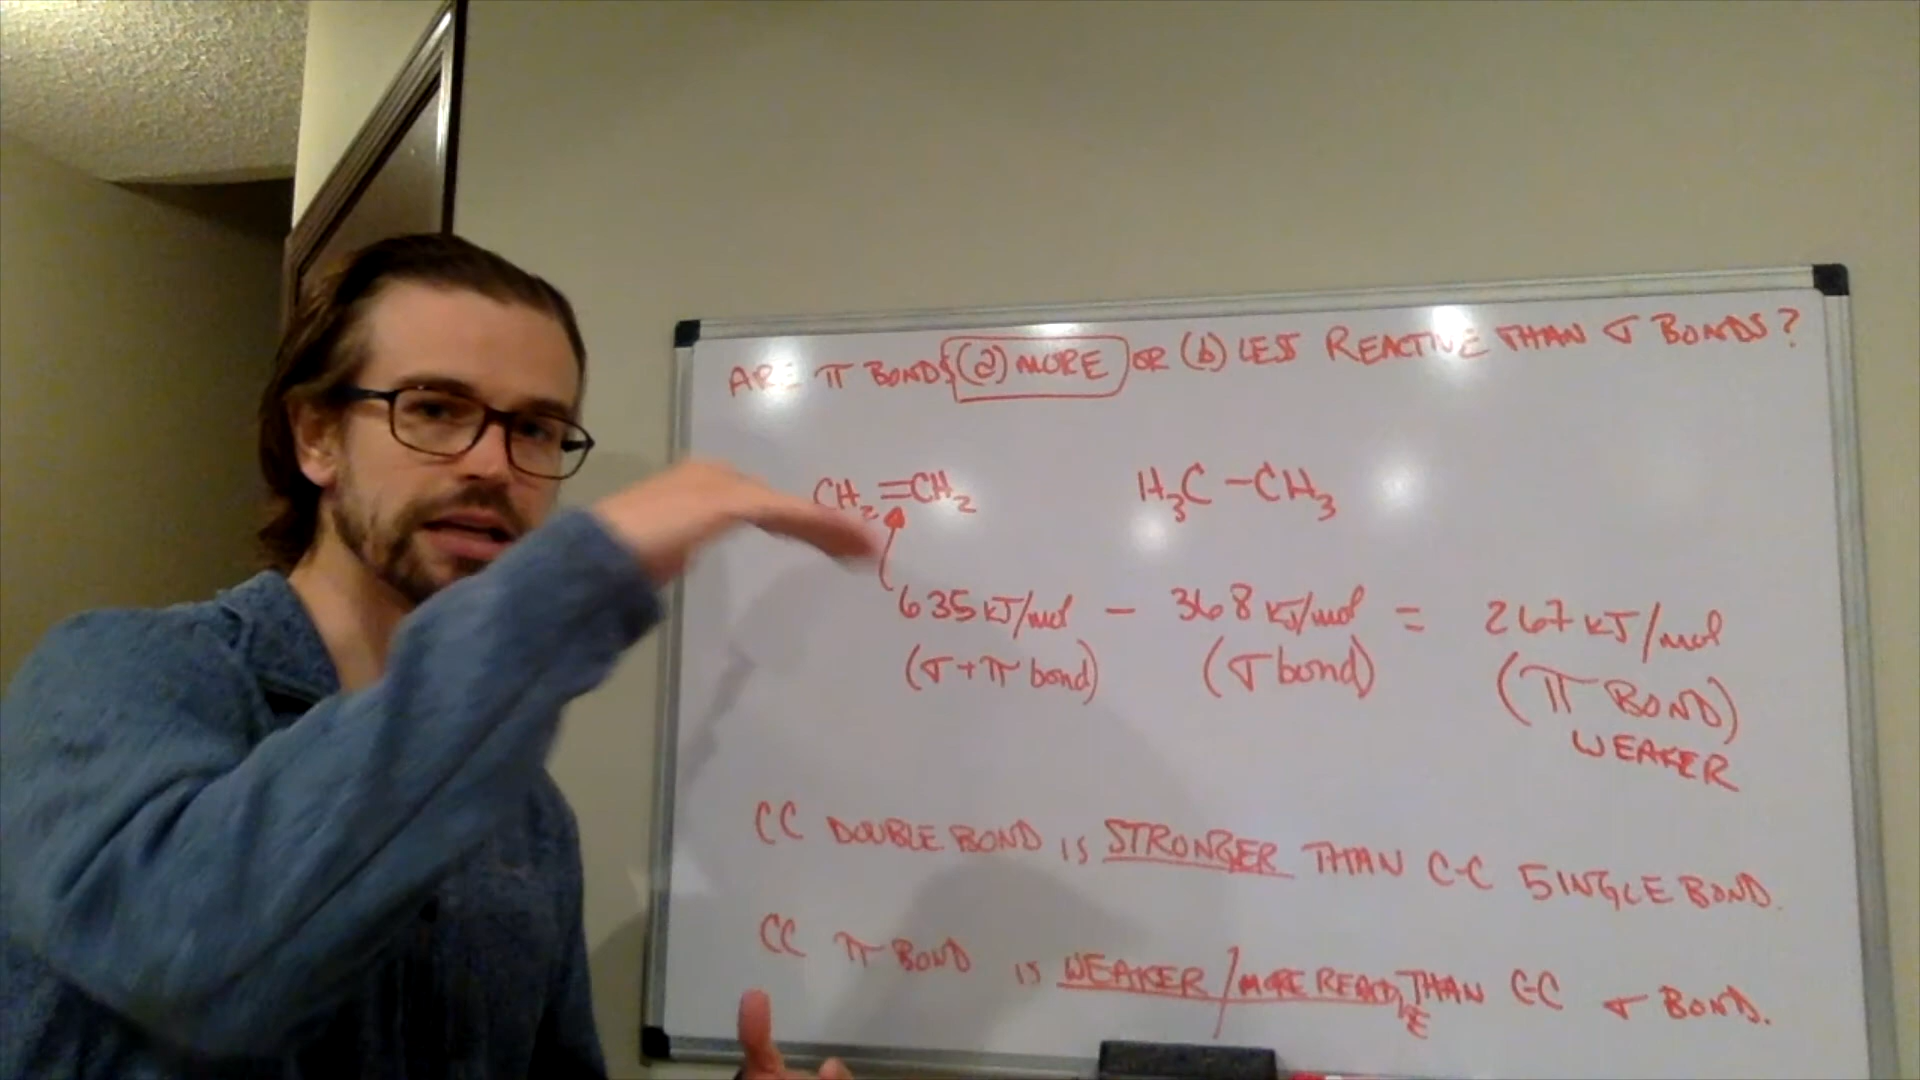 ARE π BONDS (a) MORE OR (b) LESS REACTIVE THAN σ BONDS?
CH₂=CH₂ H₃C-CH₃
635 kJ/mol - 368 kJ/mol = 267 kJ/mol
(σ+π bond) (σ bond) (π BOND)
WEAKER
CC DOUBLE BOND IS STRONGER THAN C-C SINGLE BOND.
CC π BOND IS WEAKER/MORE REACTIVE THAN C-C σ BOND.